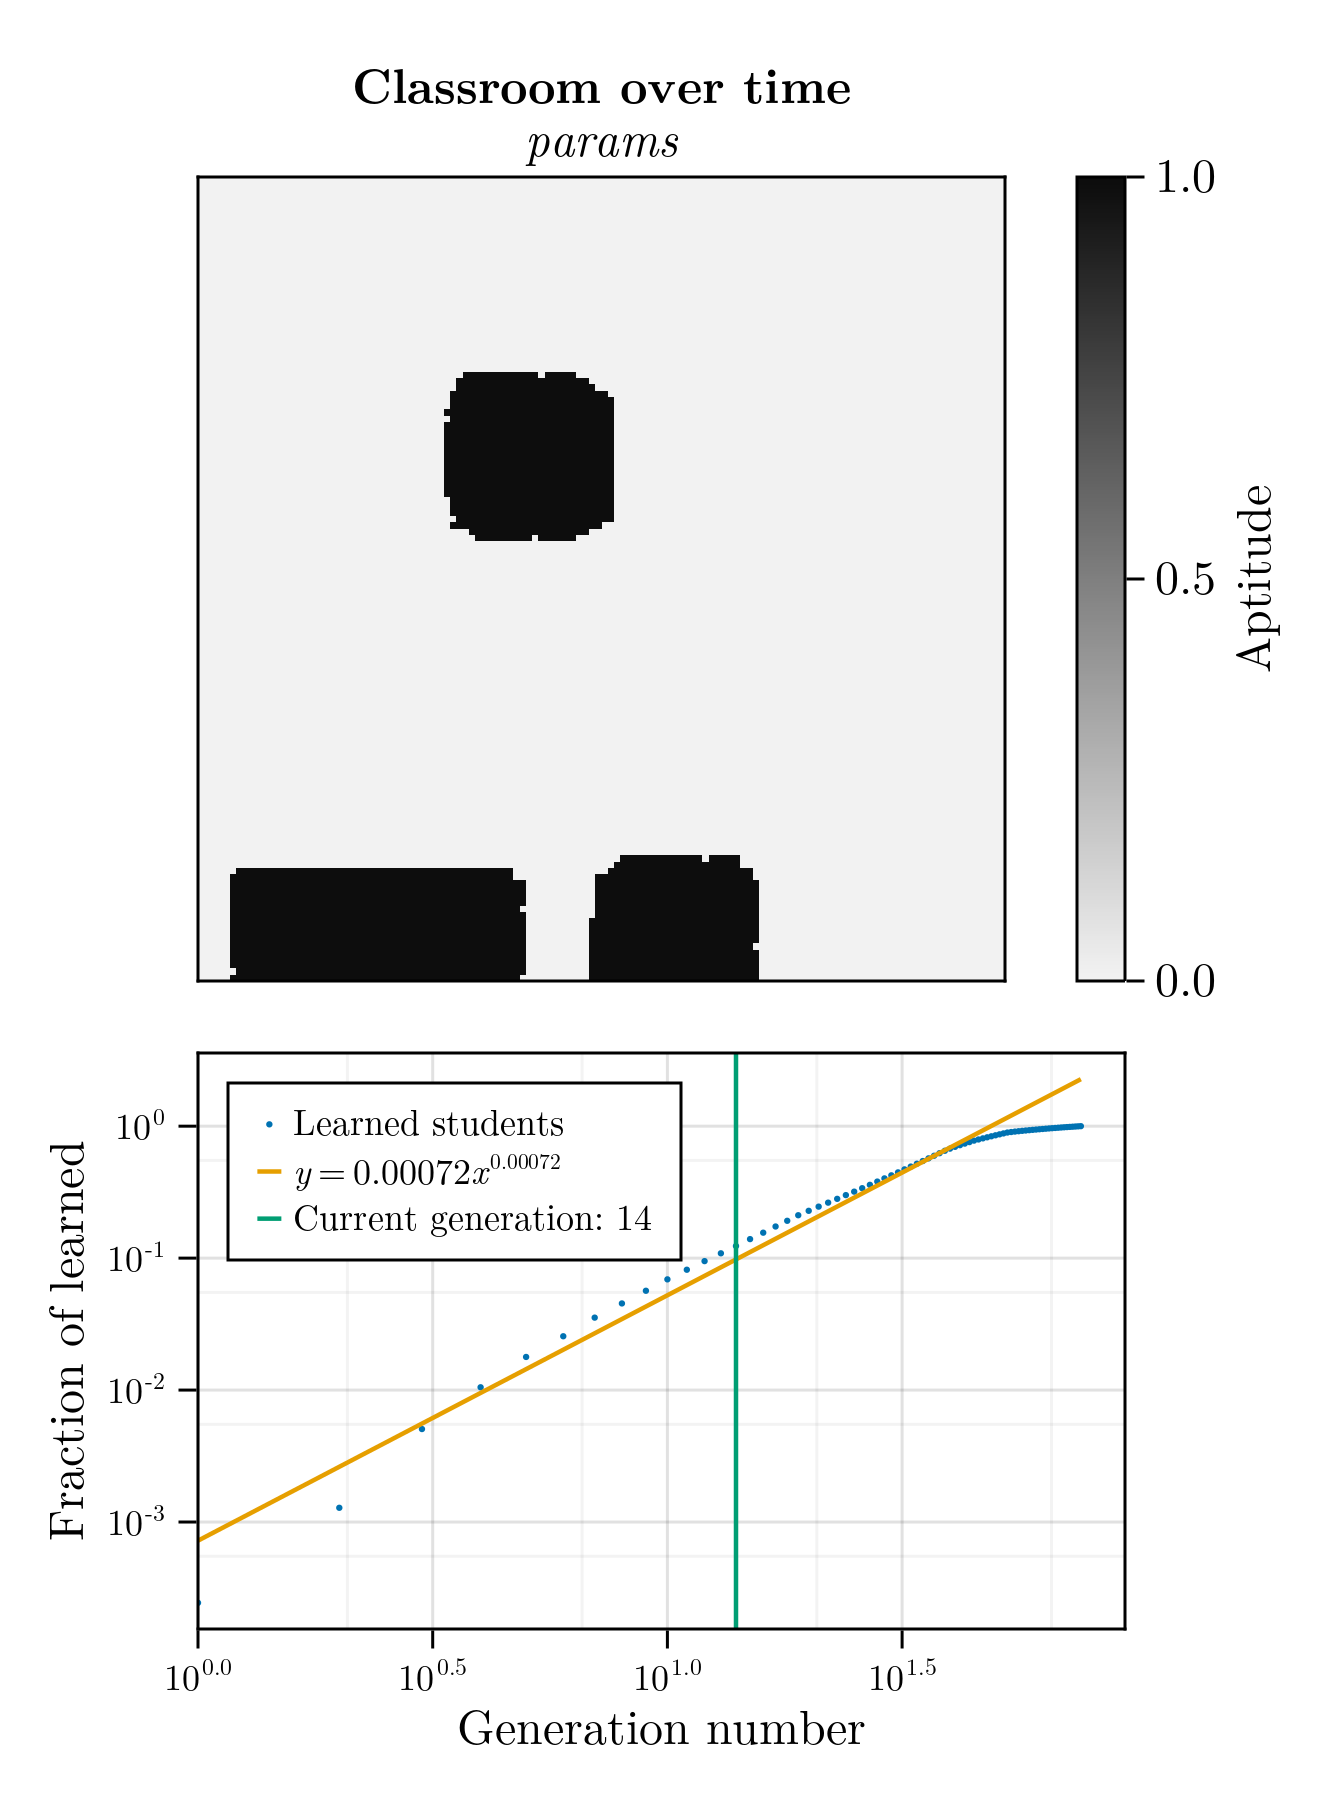 Classroom over time
params
1.0
0.5
0.0
Aptitude
Learned students
y = 0.00072x^0.00072
Current generation: 14
Fraction of learned
10^0
10^-1
10^-2
10^-3
10^0.0 10^0.5 10^1.0 10^1.5
Generation number